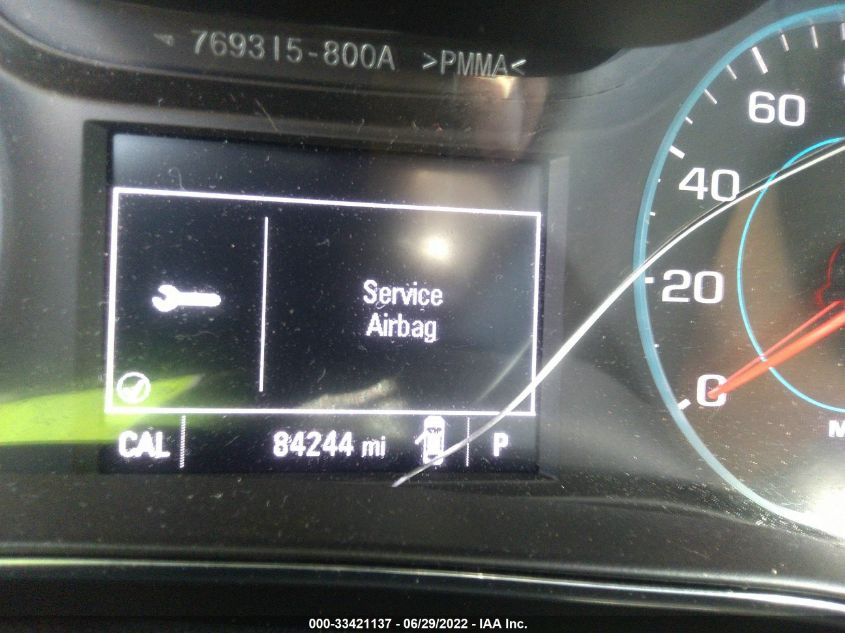 769315-800A >PMMA<
60
40
20
0
Service
Airbag
CAL 84244 mi P
000-33421137 - 06/29/2022 - IAA Inc.